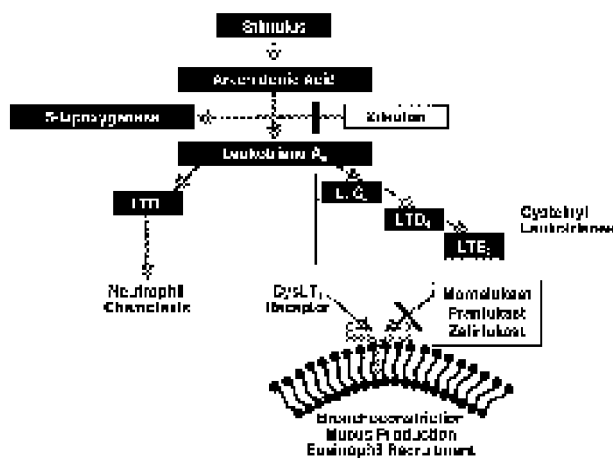 Stimulus
Arachidonic Acid
5-Lipoxygenase
Zileuton
Leukotriene A₄
LTC₄
LTD₄
LTE₄
Cysteinyl
Leukotrienes
Neutrophil
Chemotaxis
CysLT₁
Receptor
Montelukast
Pranlukast
Zafirlukast
Bronchoconstriction
Mucus Production
Eosinophil Recruitment